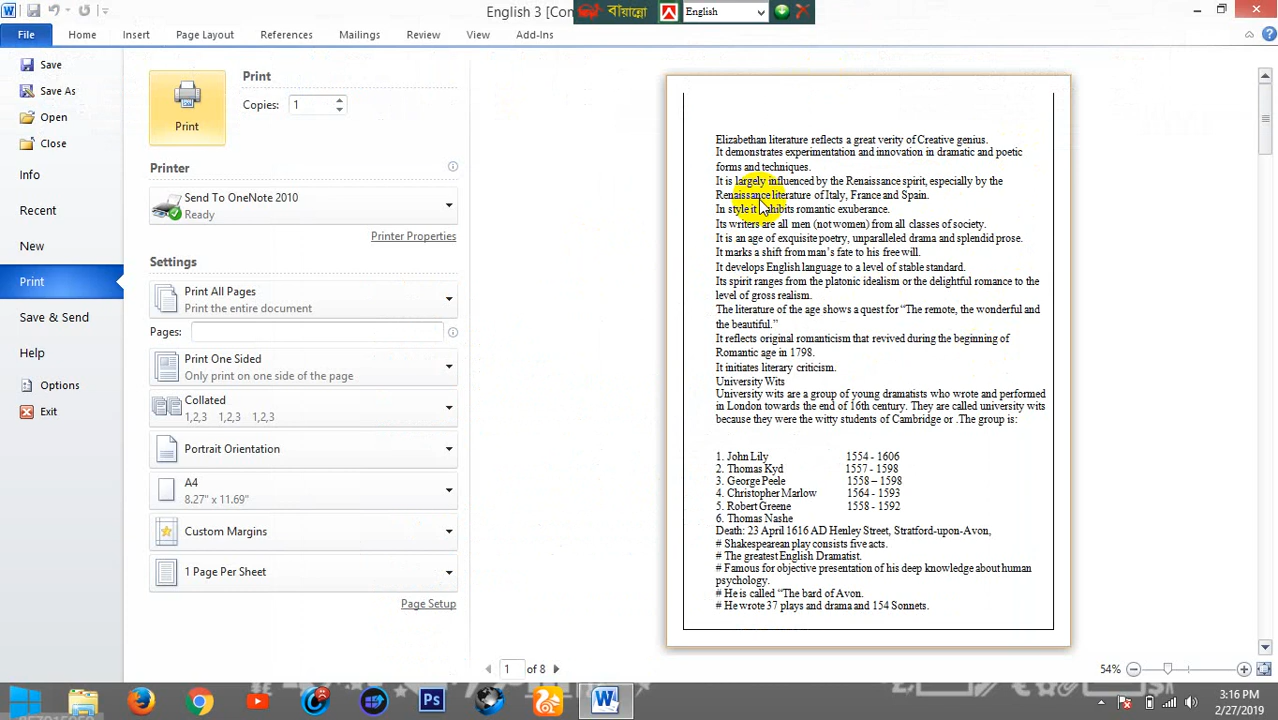 English 3 [Con
বায়ান্নো
English
File
Home
Insert
Page Layout
References
Mailings
Review
View
Add-Ins
Save
Save As
Open
Close
Info
Recent
New
Print
Save & Send
Help
Options
Exit
Print
Print
Copies: 1
Printer
Send To OneNote 2010
Ready
Printer Properties
Settings
Print All Pages
Print the entire document
Pages:
Print One Sided
Only print on one side of the page
Collated
1,2,3 1,2,3 1,2,3
Portrait Orientation
A4
8.27" x 11.69"
Custom Margins
1 Page Per Sheet
Page Setup
Elizabethan literature reflects a great verity of Creative genius.
It demonstrates experimentation and innovation in dramatic and poetic
forms and techniques.
It is largely influenced by the Renaissance spirit, especially by the
Renaissance literature of Italy, France and Spain.
In style it exhibits romantic exuberance.
Its writers are all men (not women) from all classes of society.
It is an age of exquisite poetry, unparalleled drama and splendid prose.
It marks a shift from man's fate to his free will.
It develops English language to a level of stable standard.
Its spirit ranges from the platonic idealism or the delightful romance to the
level of gross realism.
The literature of the age shows a quest for “The remote, the wonderful and
the beautiful.”
It reflects original romanticism that revived during the beginning of
Romantic age in 1798.
It initiates literary criticism.
University Wits
University wits are a group of young dramatists who wrote and performed
in London towards the end of 16th century. They are called university wits
because they were the witty students of Cambridge or .The group is:
1. John Lily 1554 - 1606
2. Thomas Kyd 1557 - 1598
3. George Peele 1558 – 1598
4. Christopher Marlow 1564 - 1593
5. Robert Greene 1558 - 1592
6. Thomas Nashe
Death: 23 April 1616 AD Henley Street, Stratford-upon-Avon,
# Shakespearean play consists five acts.
# The greatest English Dramatist.
# Famous for objective presentation of his deep knowledge about human
psychology.
# He is called “The bard of Avon.
# He wrote 37 plays and drama and 154 Sonnets.
1 of 8
54%
Ps
3:16 PM
2/27/2019